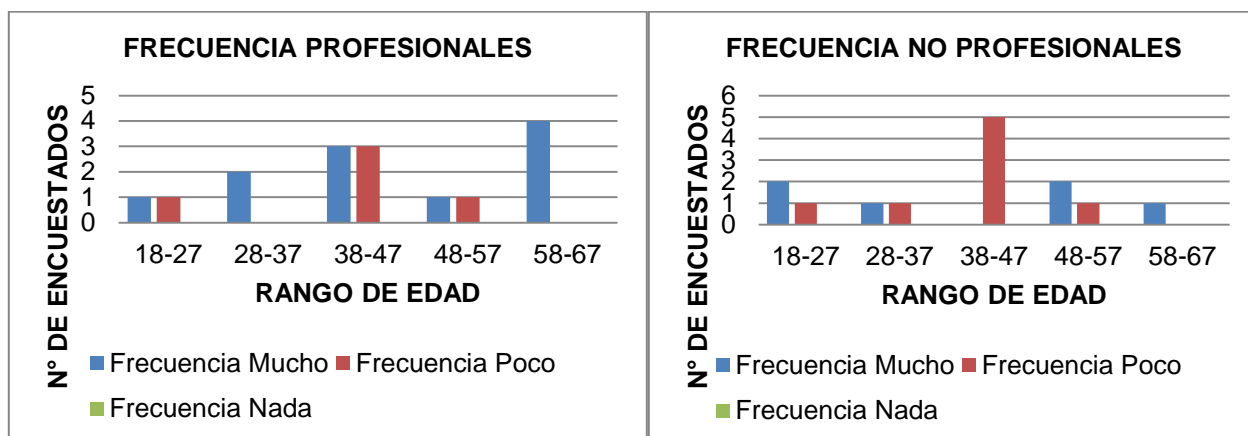 FRECUENCIA PROFESIONALES
N° DE ENCUESTADOS
5
4
3
2
1
0
18-27 28-37 38-47 48-57 58-67
RANGO DE EDAD
Frecuencia Mucho Frecuencia Poco
Frecuencia Nada
FRECUENCIA NO PROFESIONALES
N° DE ENCUESTADOS
6
5
4
3
2
1
0
18-27 28-37 38-47 48-57 58-67
RANGO DE EDAD
Frecuencia Mucho Frecuencia Poco
Frecuencia Nada